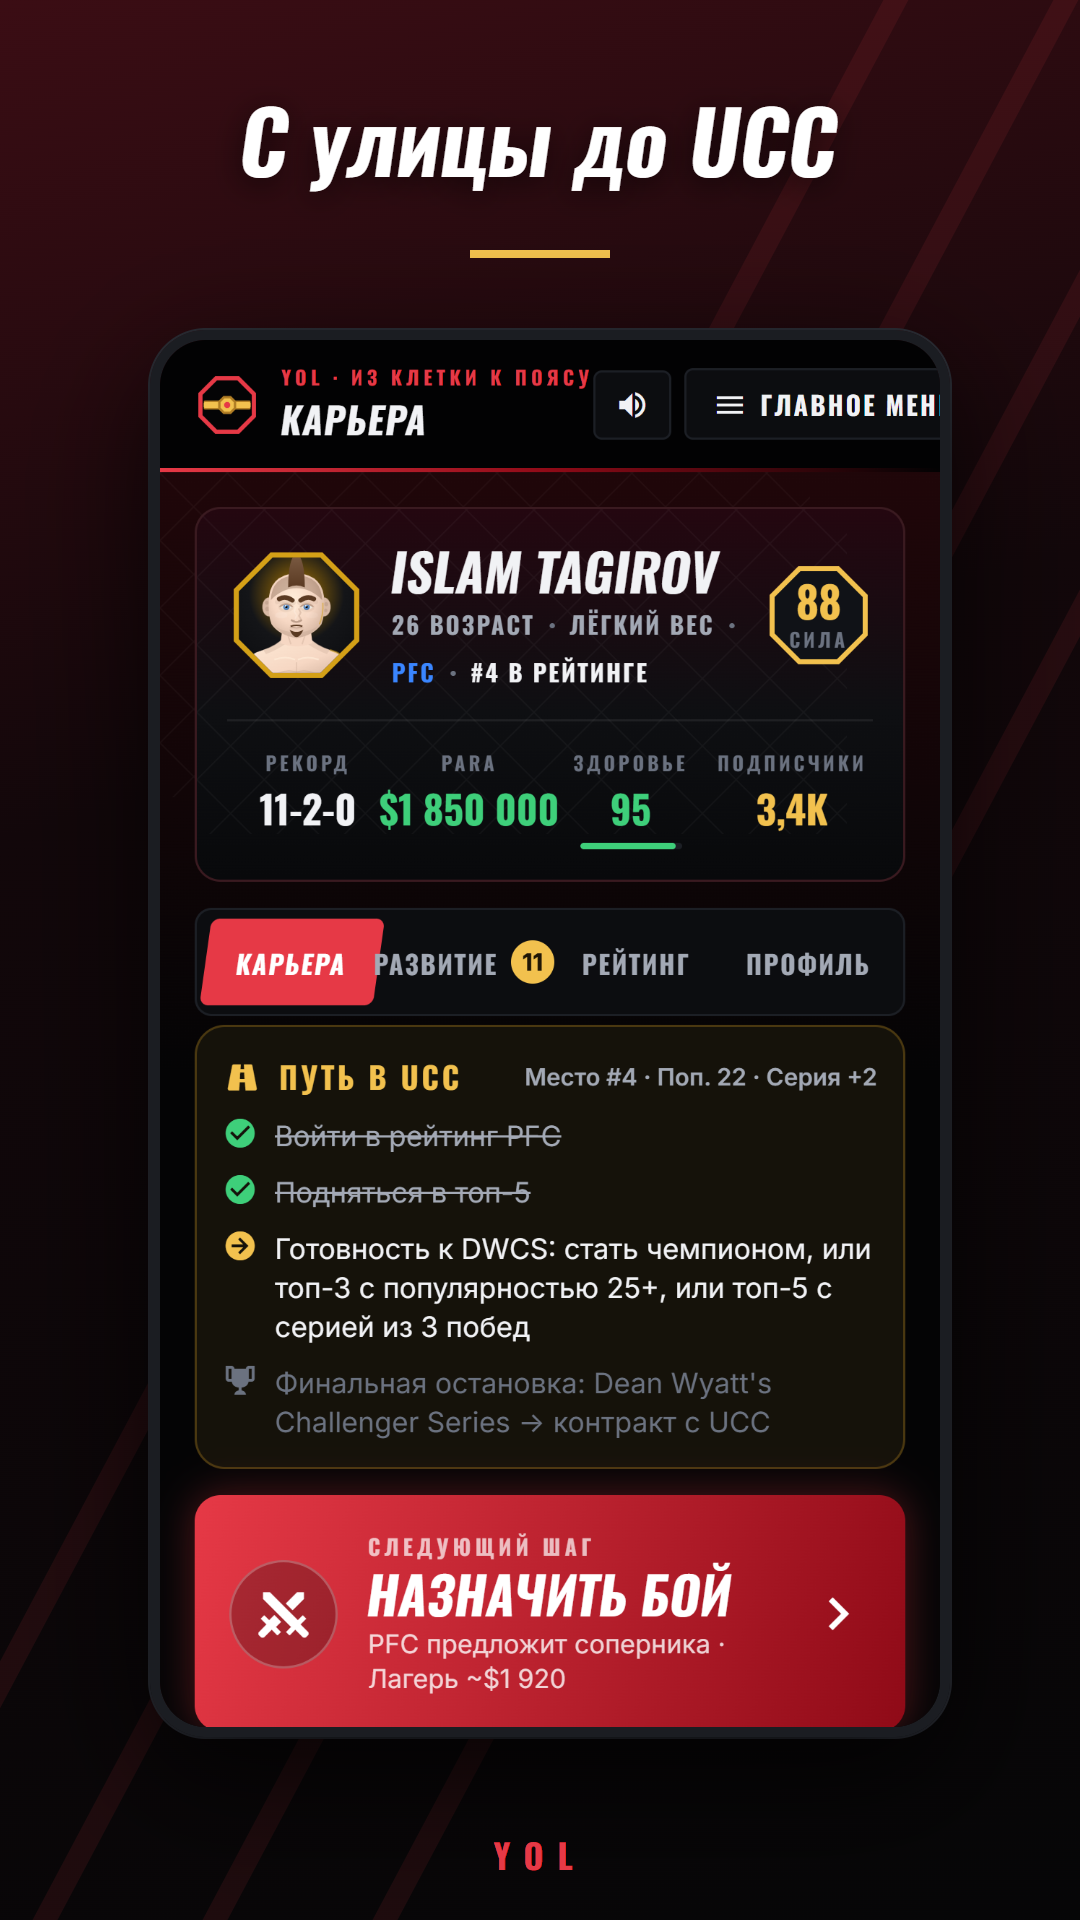 С улицы до UCC
YOL · ИЗ КЛЕТКИ К ПОЯСУ
КАРЬЕРА
ГЛАВНОЕ МЕН
ISLAM TAGIROV
26 ВОЗРАСТ · ЛЁГКИЙ ВЕС ·
PFC · #4 В РЕЙТИНГЕ
88
СИЛА
РЕКОРД PARA ЗДОРОВЬЕ ПОДПИСЧИКИ
11-2-0 $1 850 000 95 3,4K
КАРЬЕРА РАЗВИТИЕ 11 РЕЙТИНГ ПРОФИЛЬ
ПУТЬ В UCC Место #4 · Поп. 22 · Серия +2
Войти в рейтинг PFC
Подняться в топ-5
Готовность к DWCS: стать чемпионом, или
топ-3 с популярностью 25+, или топ-5 с
серией из 3 побед
Финальная остановка: Dean Wyatt's
Challenger Series → контракт с UCC
СЛЕДУЮЩИЙ ШАГ
НАЗНАЧИТЬ БОЙ
PFC предложит соперника ·
Лагерь ~$1 920
YOL